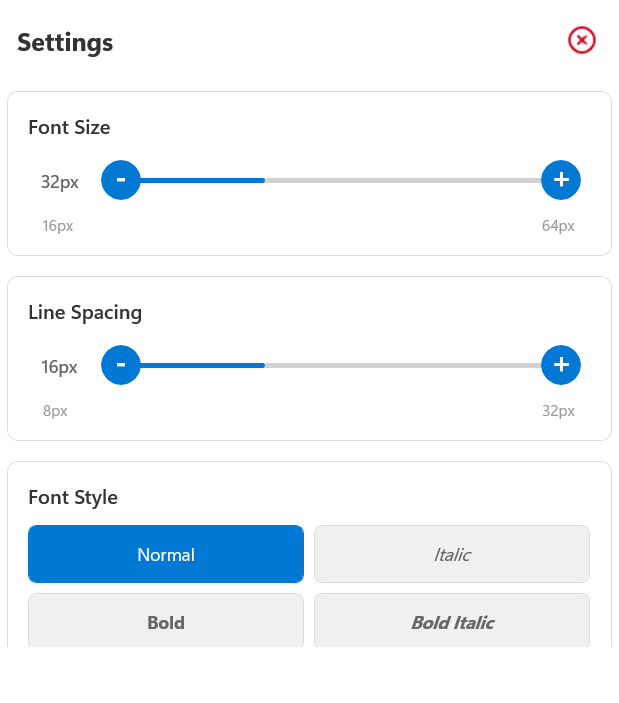 Settings
Font Size
32px - +
16px 64px
Line Spacing
16px - +
8px 32px
Font Style
Normal Italic
Bold Bold Italic